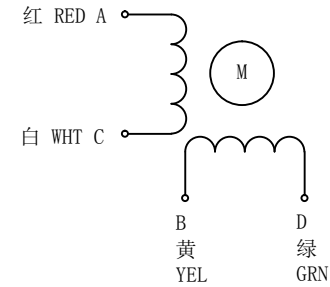 红 RED A
M
白 WHT C
B D
黄 绿
YEL GRN